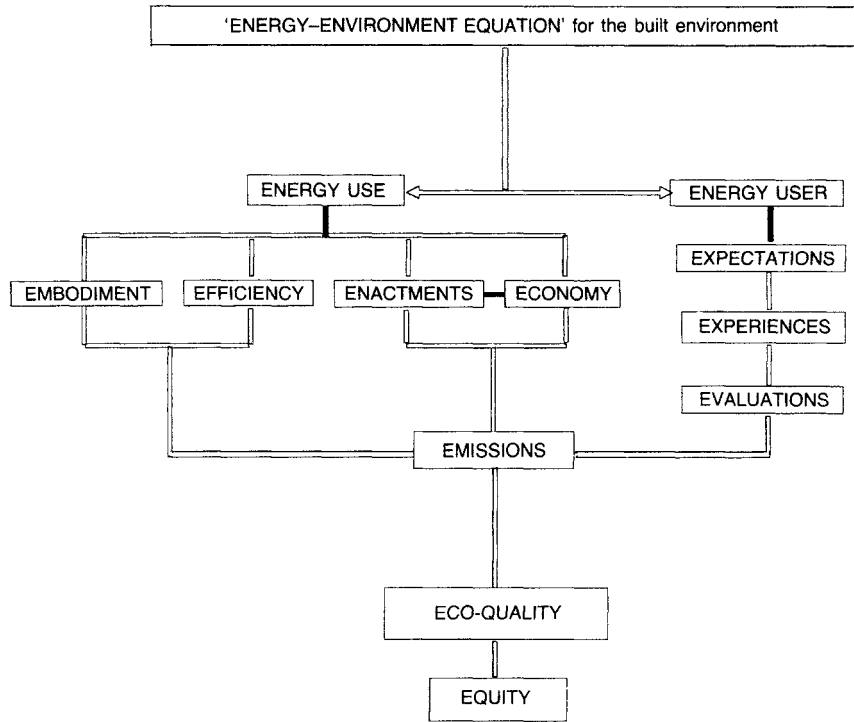 'ENERGY–ENVIRONMENT EQUATION' for the built environment
ENERGY USE
ENERGY USER
EXPECTATIONS
EMBODIMENT
EFFICIENCY
ENACTMENTS
ECONOMY
EXPERIENCES
EVALUATIONS
EMISSIONS
ECO-QUALITY
EQUITY